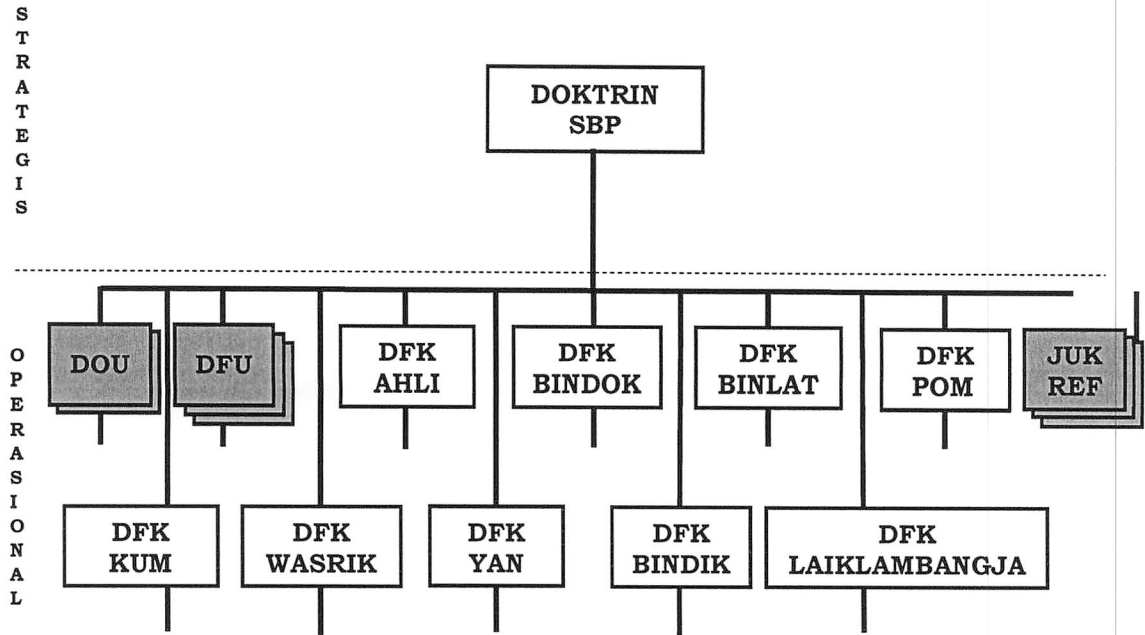 STRATEGIS
DOKTRIN
SBP
OPERASIONAL
DOU
DFU
DFK
AHLI
DFK
BINDOK
DFK
BINLAT
DFK
POM
JUK
REF
DFK
KUM
DFK
WASRIK
DFK
YAN
DFK
BINDIK
DFK
LAIKLAMBANGJA